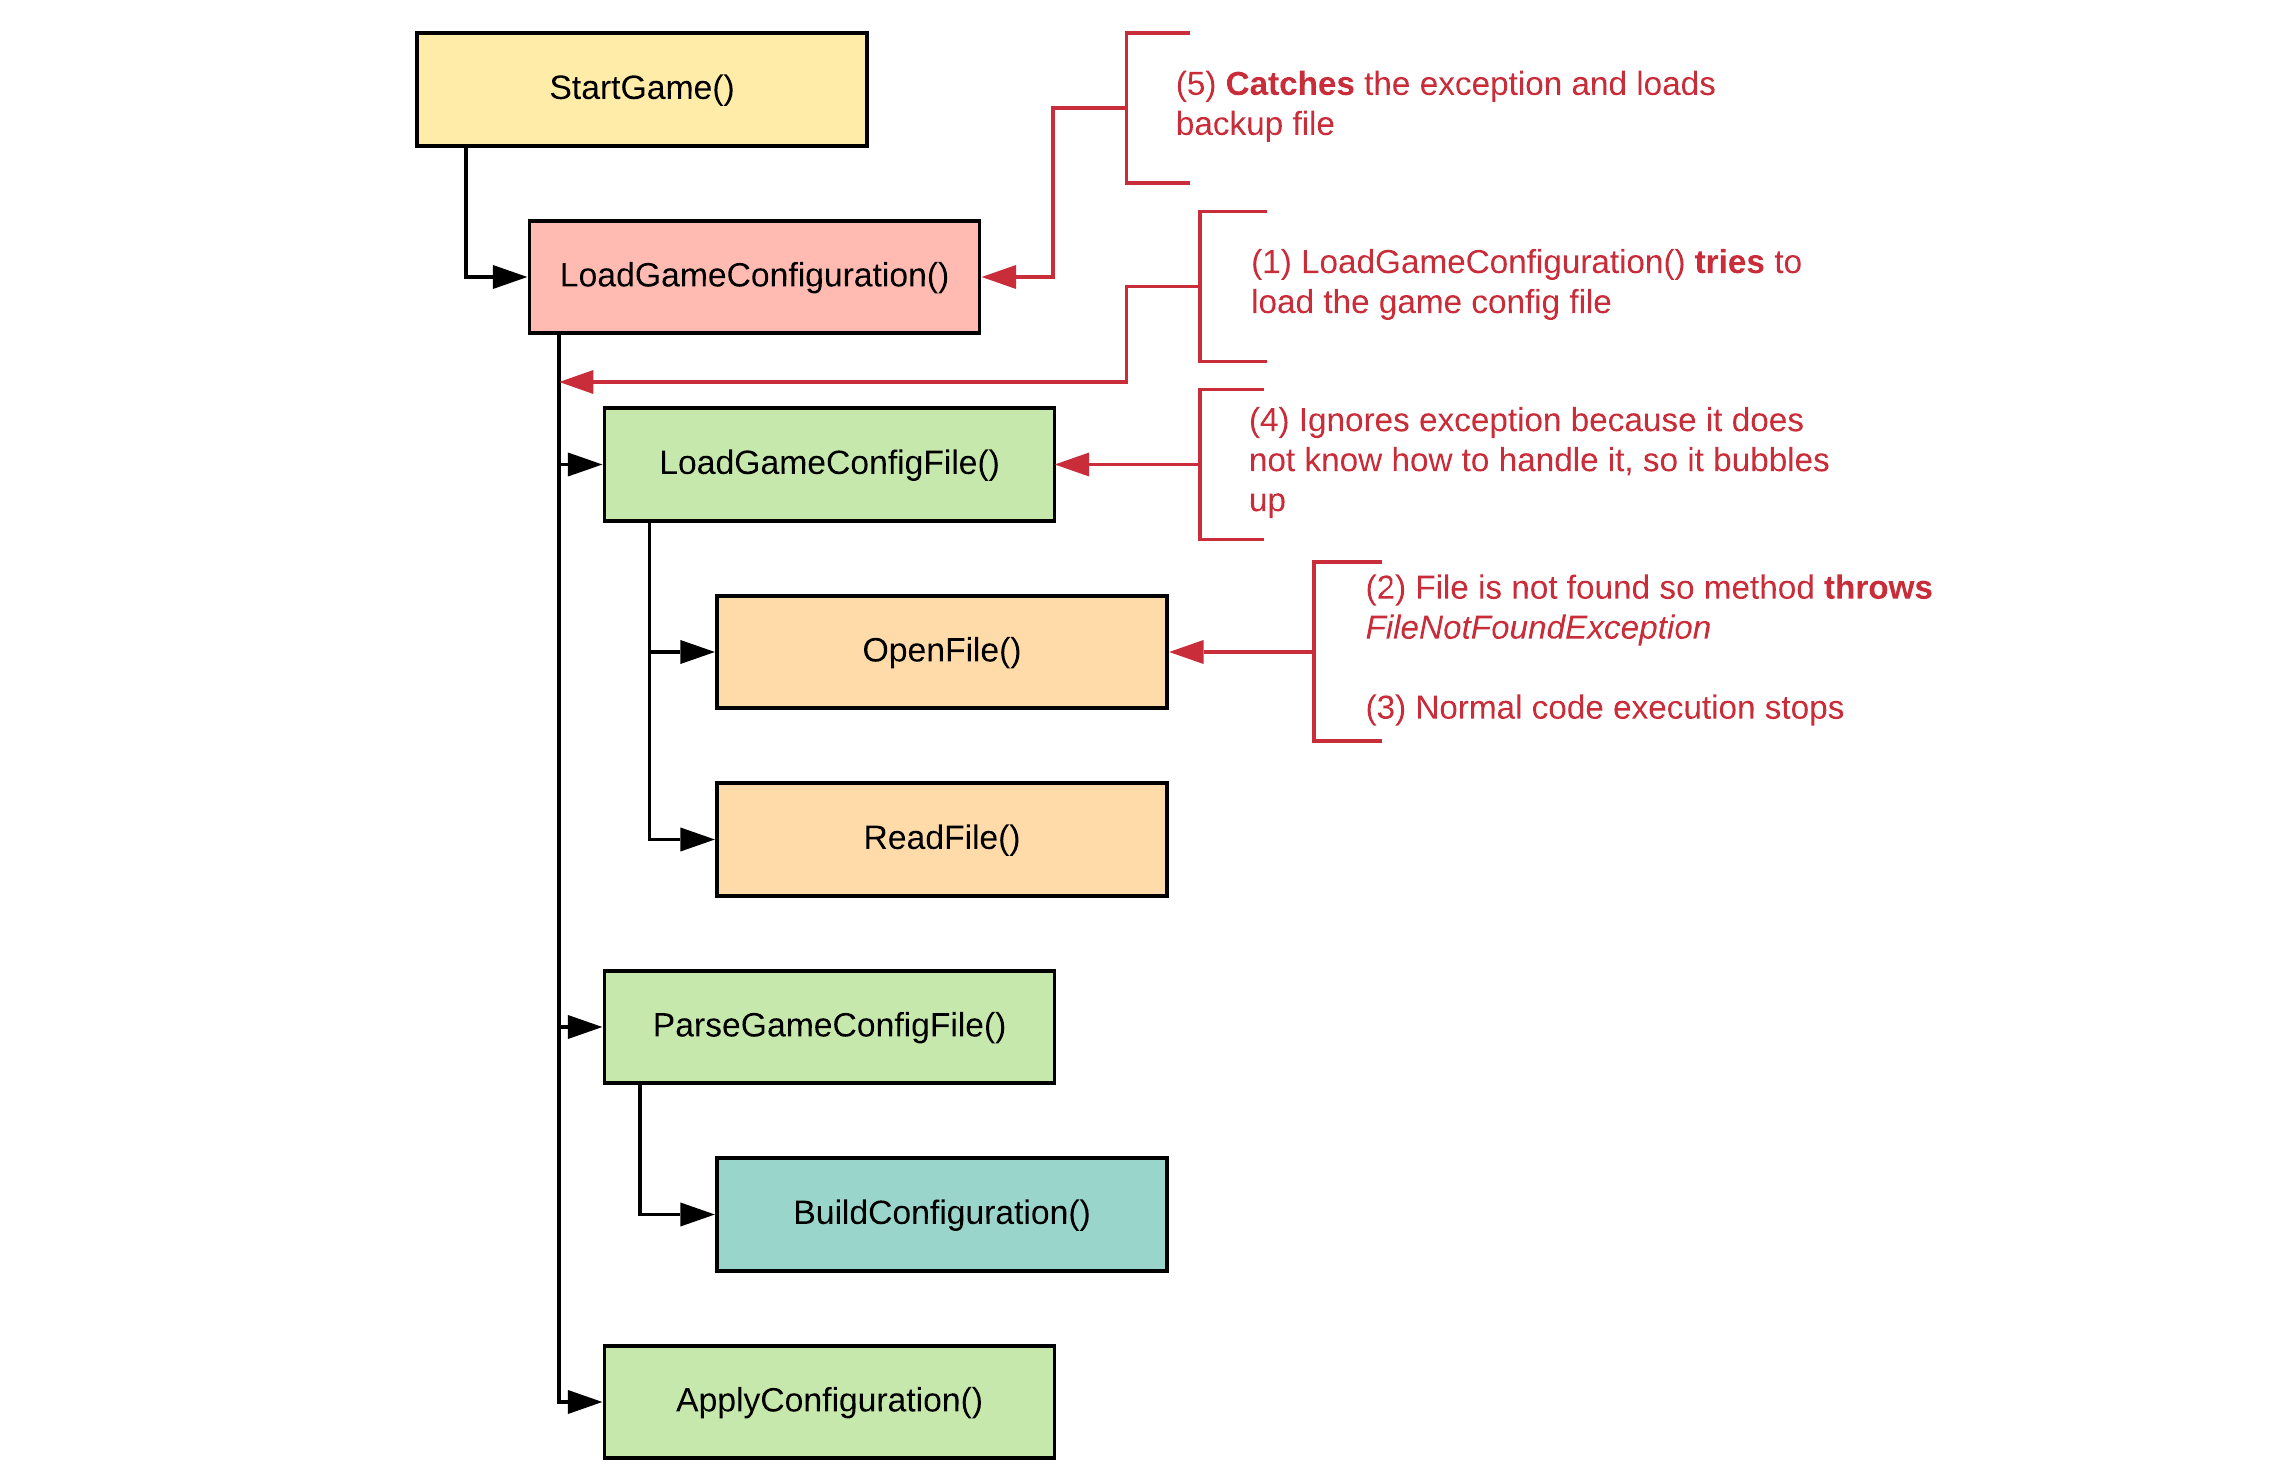 StartGame()
(5) Catches the exception and loads
backup file
LoadGameConfiguration()
(1) LoadGameConfiguration() tries to
load the game config file
LoadGameConfigFile()
(4) Ignores exception because it does
not know how to handle it, so it bubbles
up
OpenFile()
(2) File is not found so method throws
FileNotFoundException
(3) Normal code execution stops
ReadFile()
ParseGameConfigFile()
BuildConfiguration()
ApplyConfiguration()